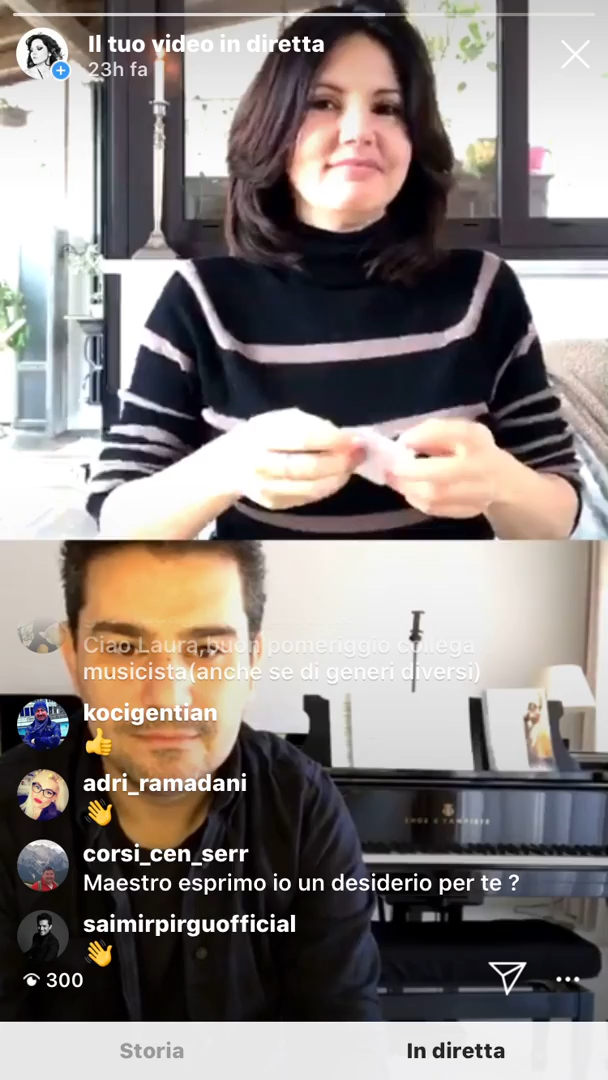 Il tuo video in diretta
23h fa
Ciao Laura,buon pomeriggio collega
musicista(anche se di generi diversi)
kocigentian
👍
adri_ramadani
👋
corsi_cen_serr
Maestro esprimo io un desiderio per te ?
saimirpirguofficial
👋
300
Storia
In diretta